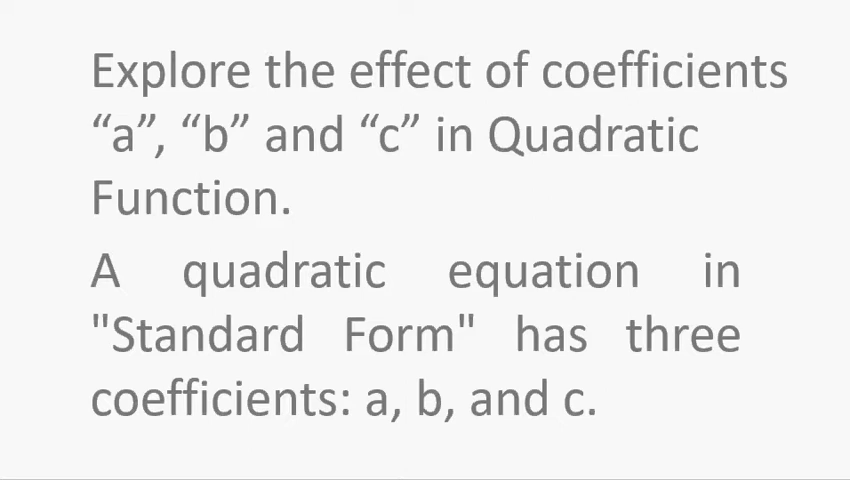 Explore the effect of coefficients
“a”, “b” and “c” in Quadratic
Function.
A quadratic equation in
"Standard Form" has three
coefficients: a, b, and c.